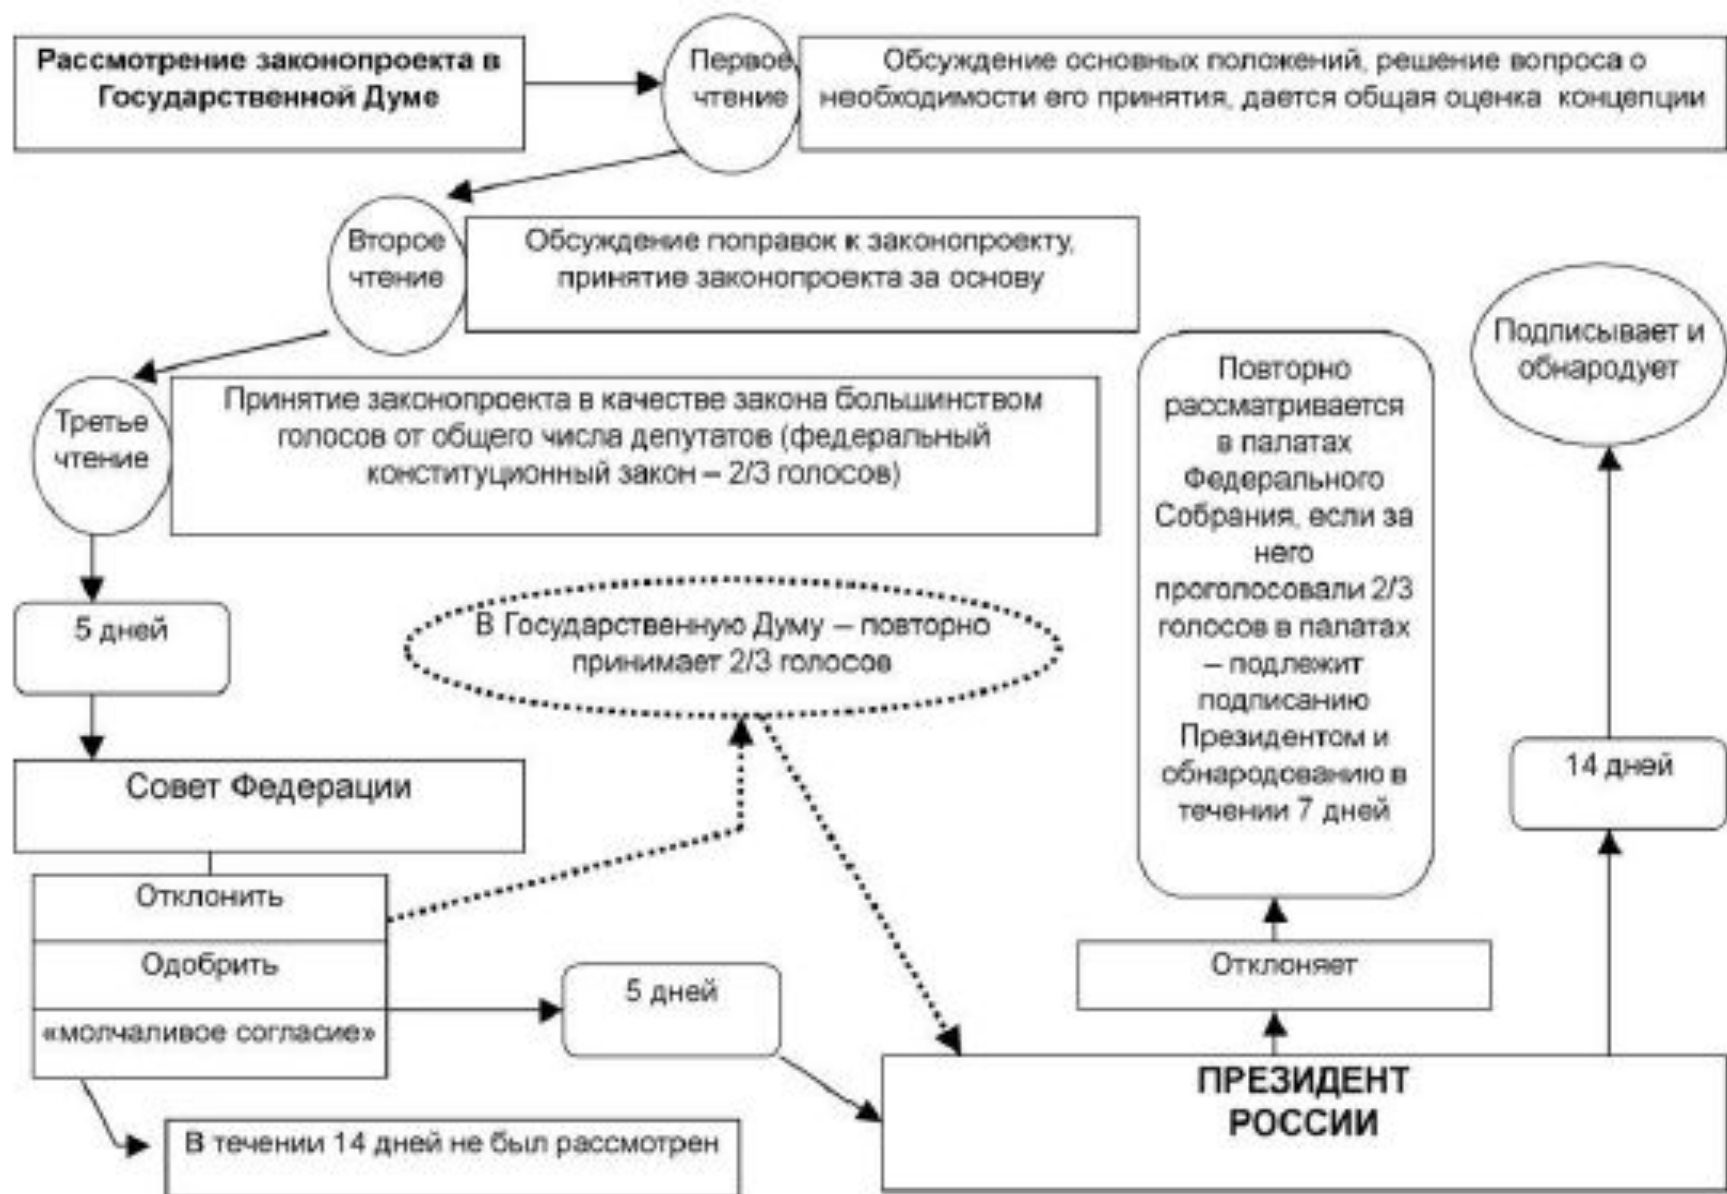 Рассмотрение законопроекта в
Государственной Думе
Первое
чтение
Обсуждение основных положений, решение вопроса о
необходимости его принятия, дается общая оценка концепции
Второе
чтение
Обсуждение поправок к законопроекту,
принятие законопроекта за основу
Третье
чтение
Принятие законопроекта в качестве закона большинством
голосов от общего числа депутатов (федеральный
конституционный закон – 2/3 голосов)
5 дней
Совет Федерации
Отклонить
Одобрить
«молчаливое согласие»
В течении 14 дней не был рассмотрен
В Государственную Думу – повторно
принимает 2/3 голосов
5 дней
ПРЕЗИДЕНТ
РОССИИ
Отклоняет
Повторно
рассматривается
в палатах
Федерального
Собрания, если за
него
проголосовали 2/3
голосов в палатах
– подлежит
подписанию
Президентом и
обнародованию в
течении 7 дней
14 дней
Подписывает и
обнародует